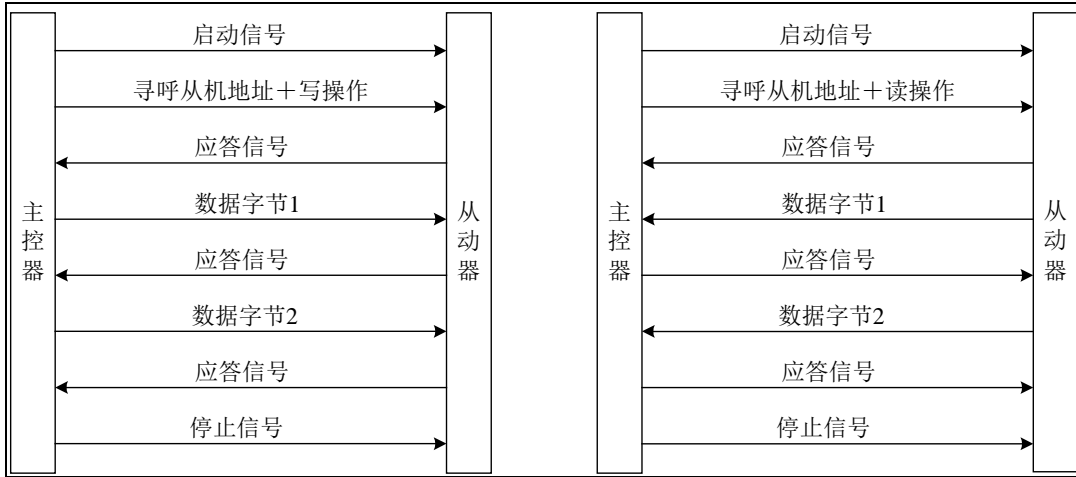 主控器
启动信号
寻呼从机地址＋写操作
应答信号
数据字节1
应答信号
数据字节2
应答信号
停止信号
从动器
主控器
启动信号
寻呼从机地址＋读操作
应答信号
数据字节1
应答信号
数据字节2
应答信号
停止信号
从动器